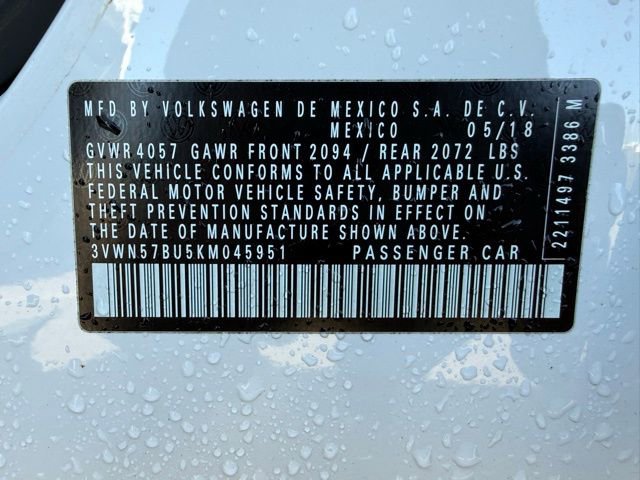 MFD BY VOLKSWAGEN DE MEXICO S.A. DE C.V.
MEXICO 05/18
GVWR 4057 GAWR FRONT 2094 / REAR 2072 LBS
THIS VEHICLE CONFORMS TO ALL APPLICABLE U.S.
FEDERAL MOTOR VEHICLE SAFETY, BUMPER AND
THEFT PREVENTION STANDARDS IN EFFECT ON
THE DATE OF MANUFACTURE SHOWN ABOVE.
3VWN57BU5KM045951 PASSENGER CAR
22411497 3386 M